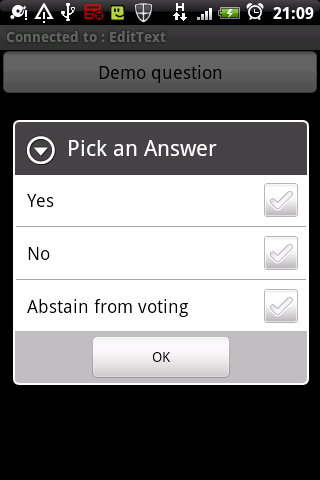 21:09
Connected to : EditText
Demo question
Pick an Answer
Yes
No
Abstain from voting
OK